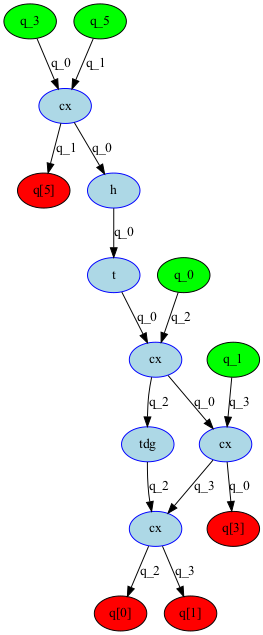 q_3 q_5
q_0 q_1
cx
q_1 q_0
q[5] h
q_0
t q_0
q_0 q_2
cx q_1
q_2 q_0 q_3
tdg cx
q_2 q_3 q_0
cx q[3]
q_2 q_3
q[0] q[1]